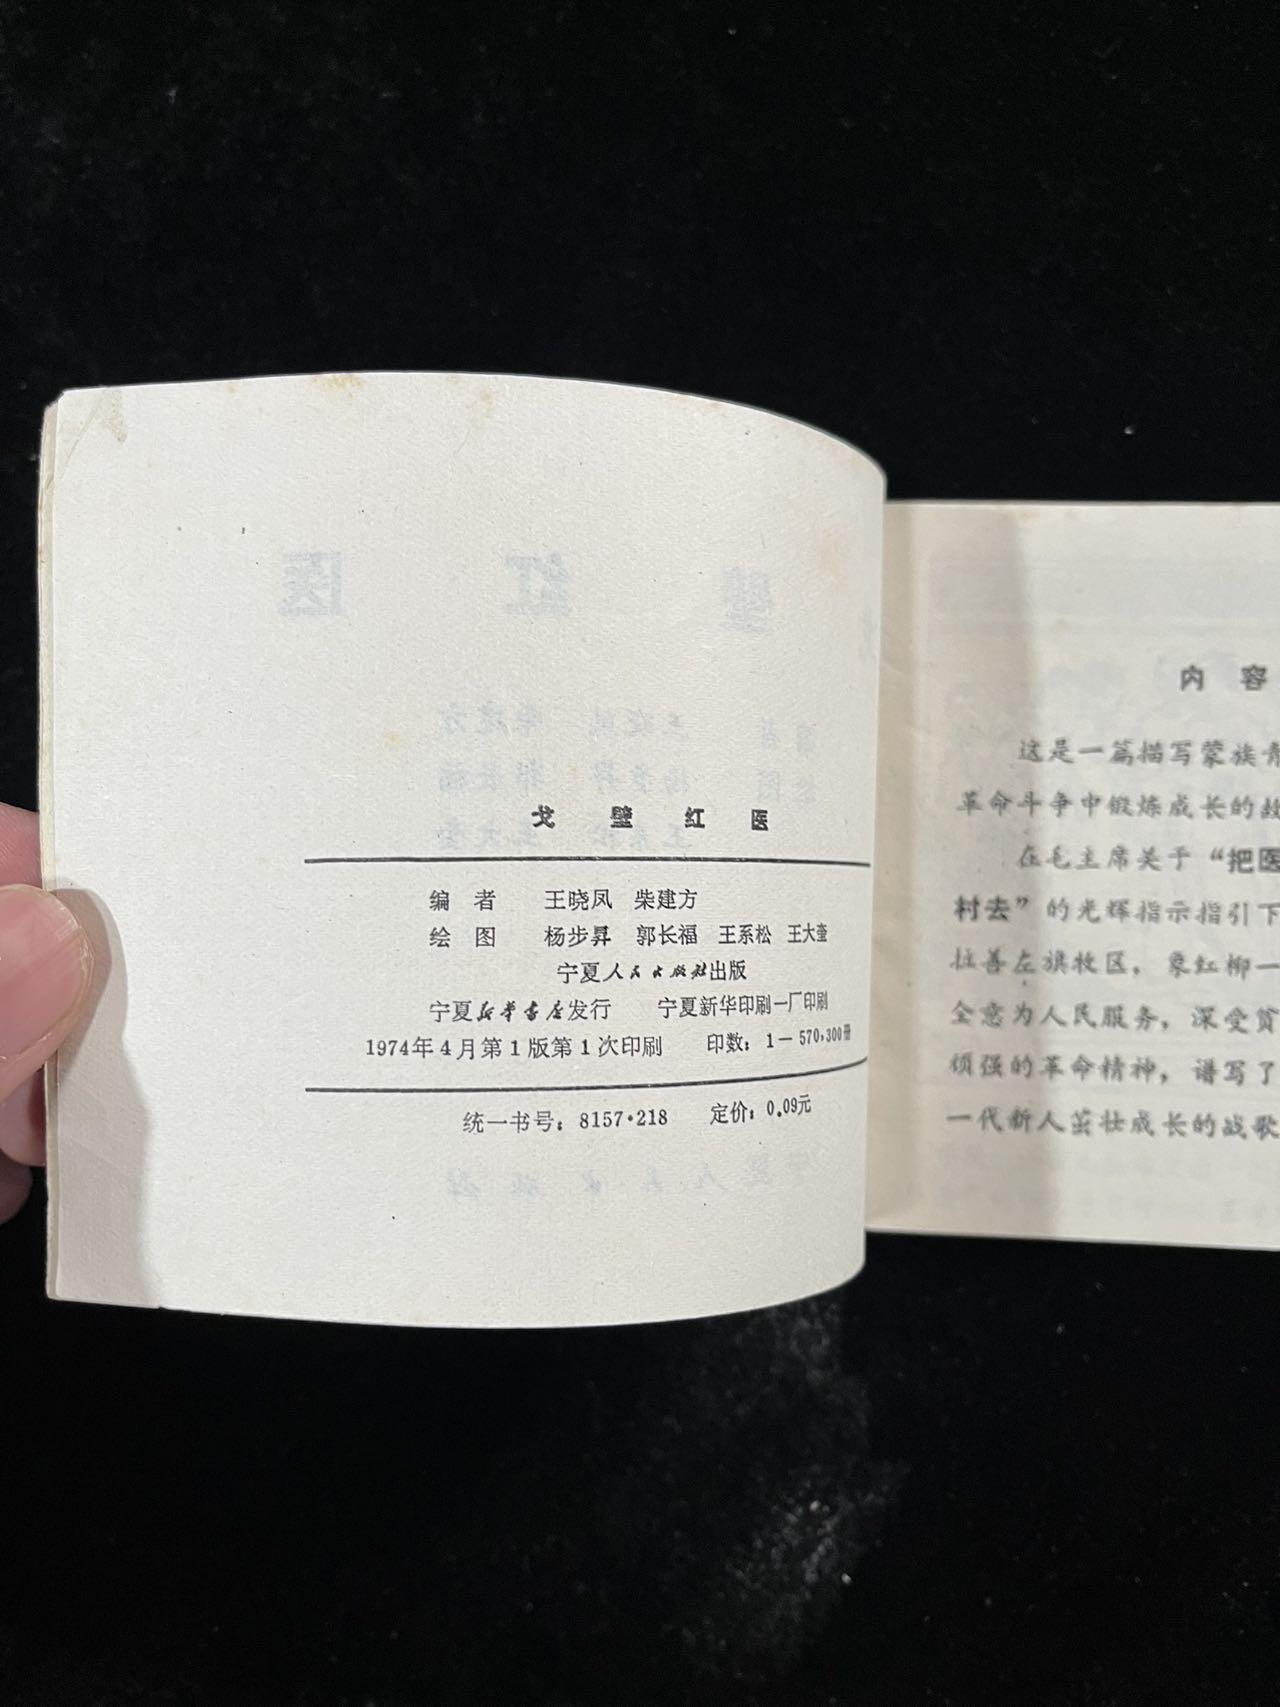 戈壁红医
编者 王晓凤 柴建方
绘图 杨步昇 郭长福 王系松 王大奎
宁夏人民出版社出版
宁夏新华书店发行 宁夏新华印刷一厂印刷
1974年4月第1版第1次印刷 印数：1—570,300册
统一书号：8157·218 定价：0.09元
内容
这是一篇描写蒙族青
革命斗争中锻炼成长的故
在毛主席关于“把医
村去”的光辉指示指引下
拉善左旗牧区，象红柳一
全意为人民服务，深受贫
顽强的革命精神，谱写了
一代新人茁壮成长的战歌